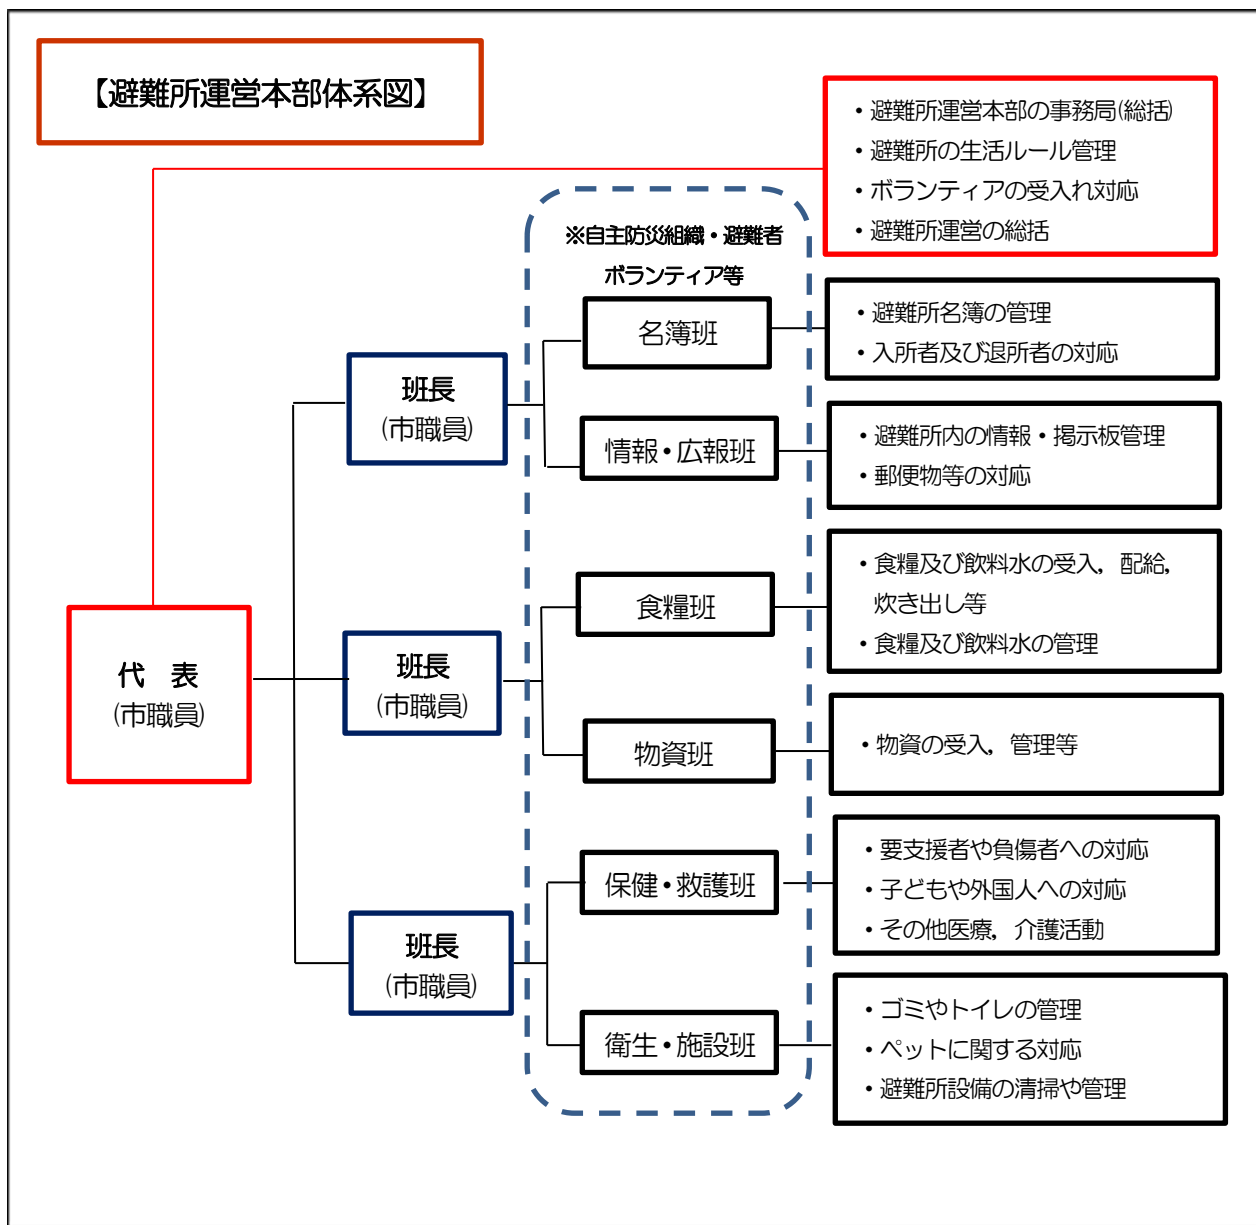 【避難所運営本部体系図】
・避難所運営本部の事務局(総括)
・避難所の生活ルール管理
・ボランティアの受入れ対応
・避難所運営の総括
※自主防災組織・避難者
ボランティア等
代　表
(市職員)
班長
(市職員)
名簿班
・避難所名簿の管理
・入所者及び退所者の対応
情報・広報班
・避難所内の情報・掲示板管理
・郵便物等の対応
班長
(市職員)
食糧班
・食糧及び飲料水の受入，配給，
炊き出し等
・食糧及び飲料水の管理
物資班
・物資の受入，管理等
班長
(市職員)
保健・救護班
・要支援者や負傷者への対応
・子どもや外国人への対応
・その他医療，介護活動
衛生・施設班
・ゴミやトイレの管理
・ペットに関する対応
・避難所設備の清掃や管理